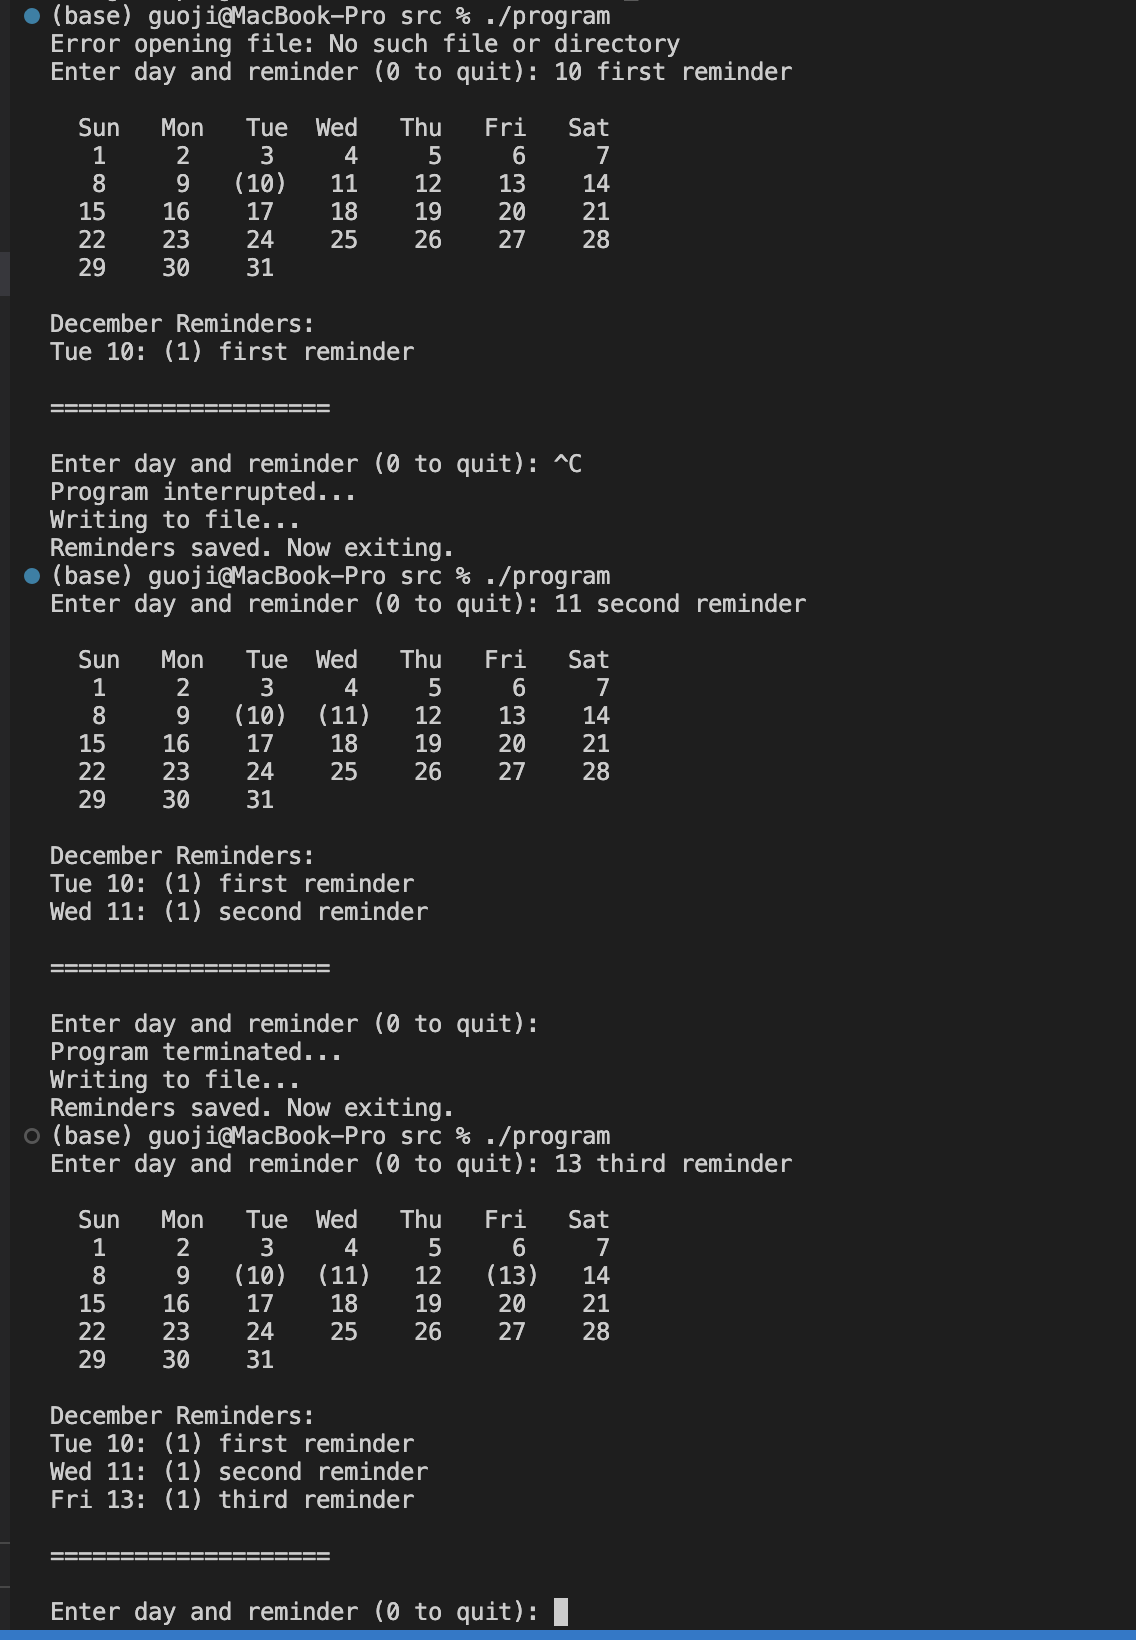 (base) guoji@MacBook-Pro src % ./program
Error opening file: No such file or directory
Enter day and reminder (0 to quit): 10 first reminder
Sun Mon Tue Wed Thu Fri Sat
1 2 3 4 5 6 7
8 9 (10) 11 12 13 14
15 16 17 18 19 20 21
22 23 24 25 26 27 28
29 30 31
December Reminders:
Tue 10: (1) first reminder
====================
Enter day and reminder (0 to quit): ^C
Program interrupted...
Writing to file...
Reminders saved. Now exiting.
(base) guoji@MacBook-Pro src % ./program
Enter day and reminder (0 to quit): 11 second reminder
Sun Mon Tue Wed Thu Fri Sat
1 2 3 4 5 6 7
8 9 (10) (11) 12 13 14
15 16 17 18 19 20 21
22 23 24 25 26 27 28
29 30 31
December Reminders:
Tue 10: (1) first reminder
Wed 11: (1) second reminder
====================
Enter day and reminder (0 to quit):
Program terminated...
Writing to file...
Reminders saved. Now exiting.
(base) guoji@MacBook-Pro src % ./program
Enter day and reminder (0 to quit): 13 third reminder
Sun Mon Tue Wed Thu Fri Sat
1 2 3 4 5 6 7
8 9 (10) (11) 12 (13) 14
15 16 17 18 19 20 21
22 23 24 25 26 27 28
29 30 31
December Reminders:
Tue 10: (1) first reminder
Wed 11: (1) second reminder
Fri 13: (1) third reminder
====================
Enter day and reminder (0 to quit):